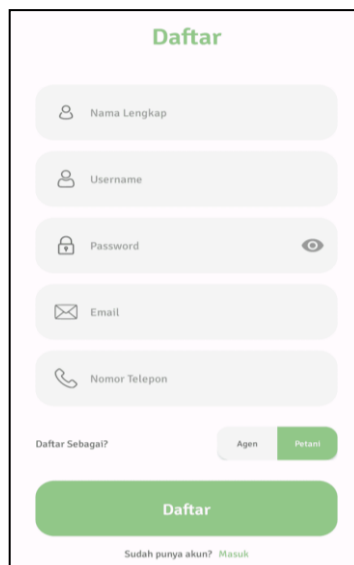 Daftar
Nama Lengkap
Username
Password
Email
Nomor Telepon
Daftar Sebagai? Agen Petani
Daftar
Sudah punya akun? Masuk